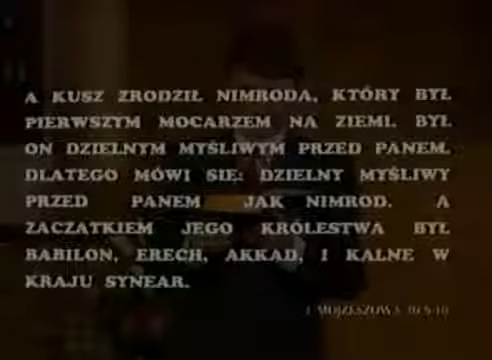 A KUSZ ZRODZIŁ NIMRODA, KTÓRY BYŁ
PIERWSZYM MOCARZEM NA ZIEMI. BYŁ
ON DZIELNYM MYŚLIWYM PRZED PANEM.
DLATEGO MÓWI SIĘ: DZIELNY MYŚLIWY
PRZED PANEM JAK NIMROD. A
ZACZĄTKIEM JEGO KRÓLESTWA BYŁ
BABILON, ERECH, AKKAD, I KALNE W
KRAJU SYNEAR.